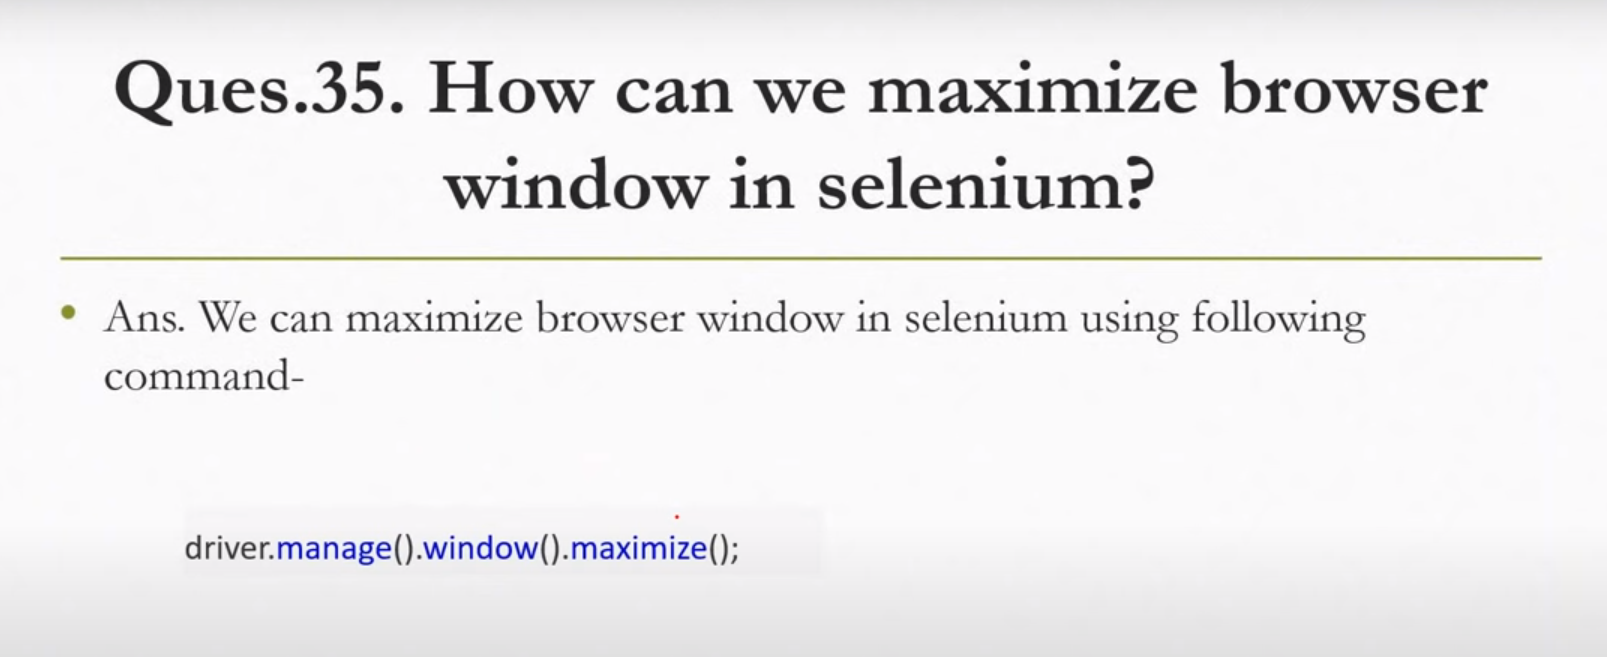 Ques.35. How can we maximize browser
window in selenium?
• Ans. We can maximize browser window in selenium using following
command-
driver.manage().window().maximize();